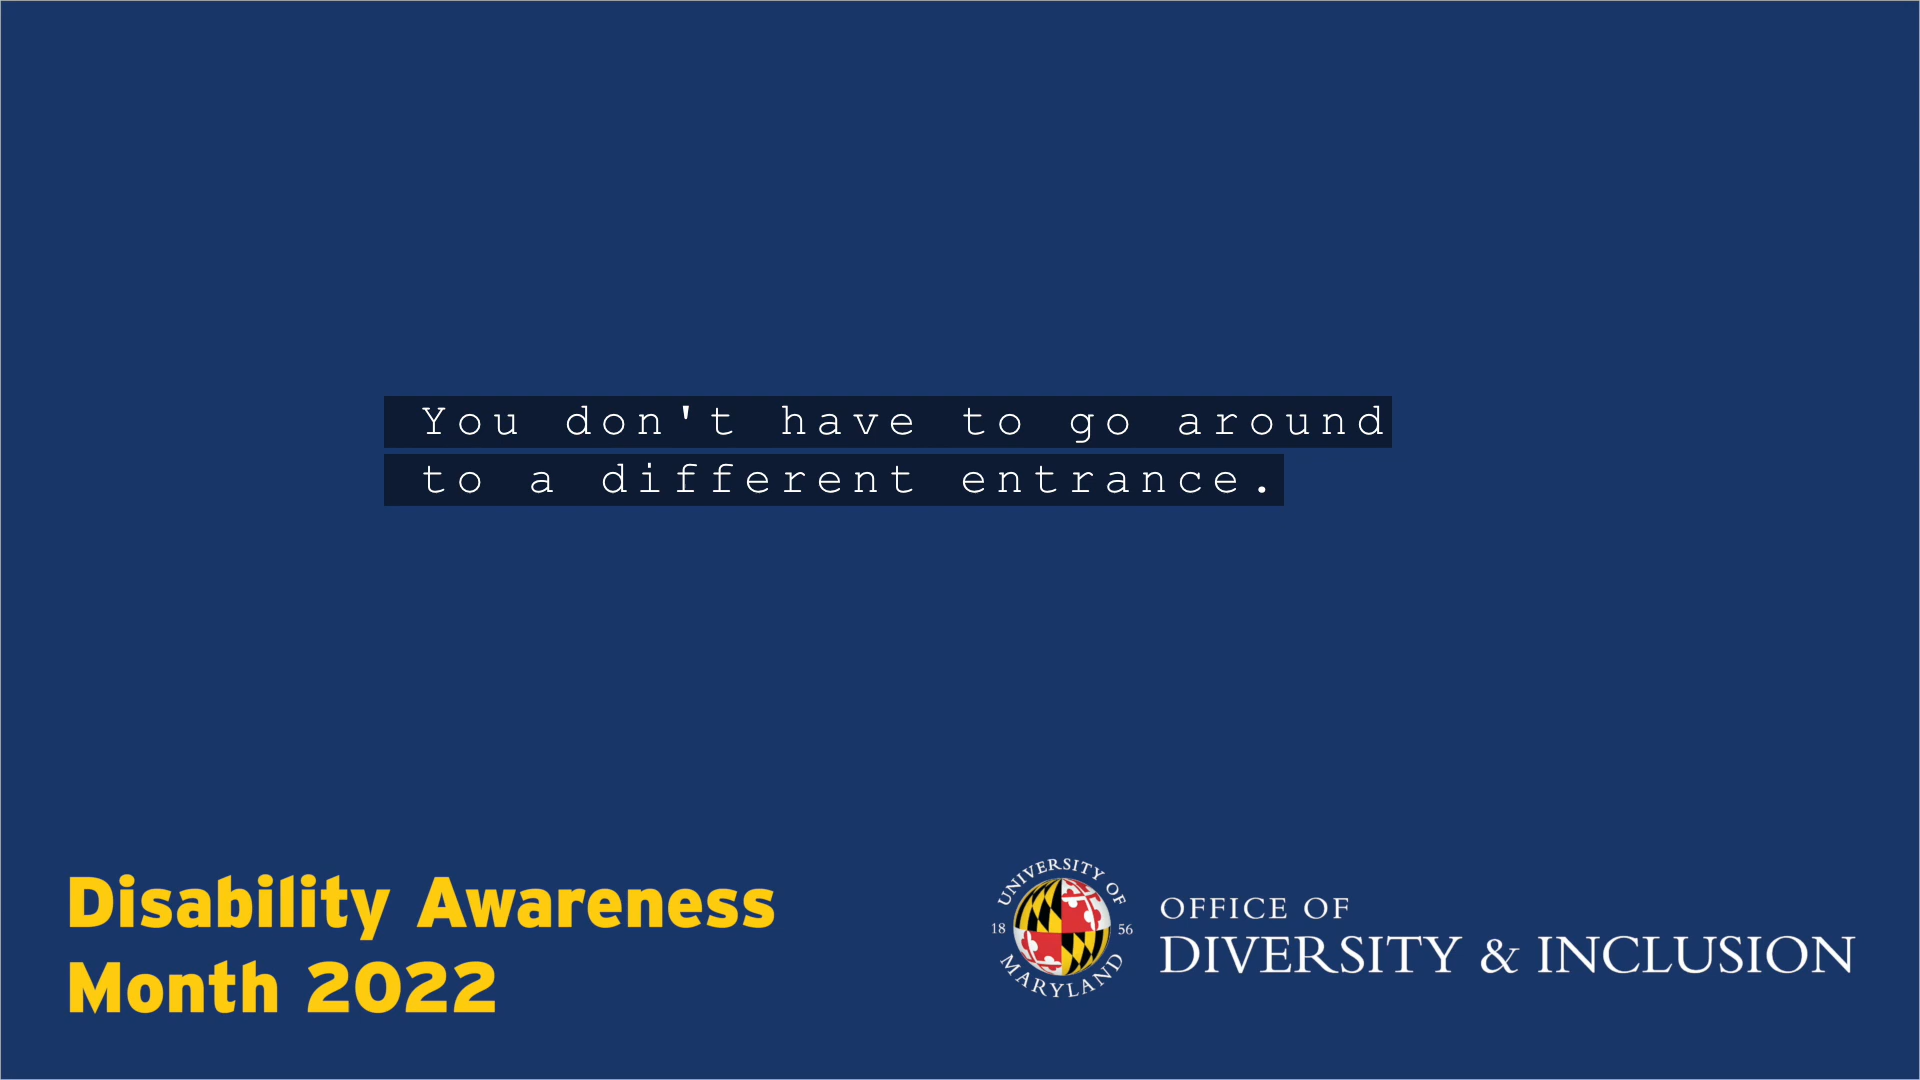 You don't have to go around
to a different entrance.
Disability Awareness
Month 2022
UNIVERSITY OF
18 56
MARYLAND
OFFICE OF
DIVERSITY & INCLUSION